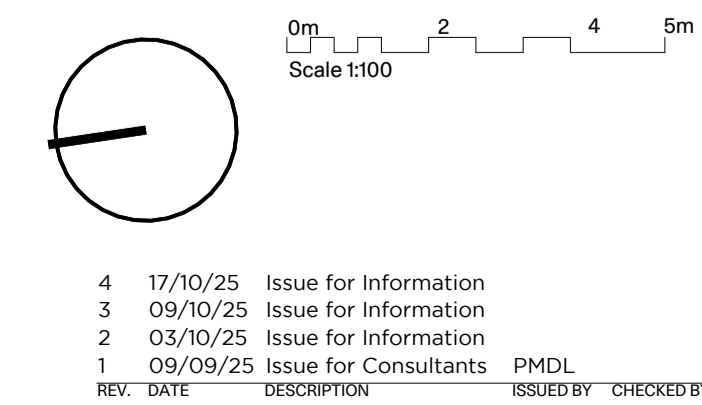 0m 2 4 5m
Scale 1:100
4 17/10/25 Issue for Information
3 09/10/25 Issue for Information
2 03/10/25 Issue for Information
1 09/09/25 Issue for Consultants PMDL
REV. DATE DESCRIPTION ISSUED BY CHECKED BY